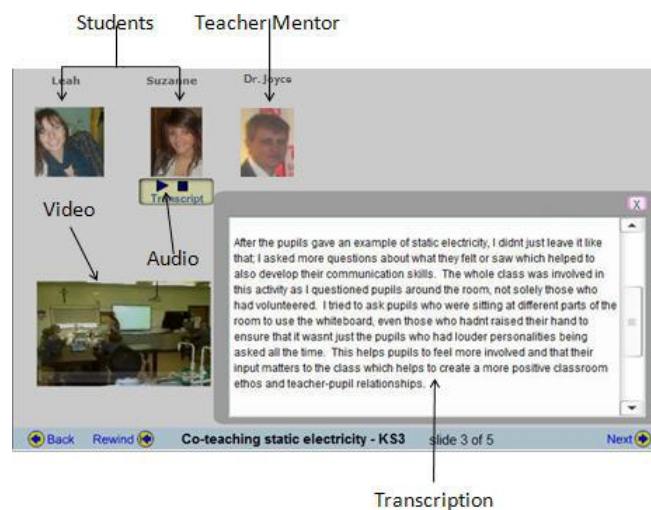 Students
Teacher Mentor
Leah
Suzanne
Dr. Joyce
Transcript
X
Video
Audio
After the pupils gave an example of static electricity, I didnt just leave it like
that; I asked more questions about what they felt or saw which helped to
also develop their communication skills. The whole class was involved in
this activity as I questioned pupils around the room, not solely those who
had volunteered. I tried to ask pupils who were sitting at different parts of the
room to use the whiteboard, even those who hadnt raised their hand to
ensure that it wasnt just the pupils who had louder personalities being
asked all the time. This helps pupils to feel more involved and that their
input matters to the class which helps to create a more positive classroom
ethos and teacher-pupil relationships.
Back Rewind Co-teaching static electricity - KS3 slide 3 of 5 Next
Transcription